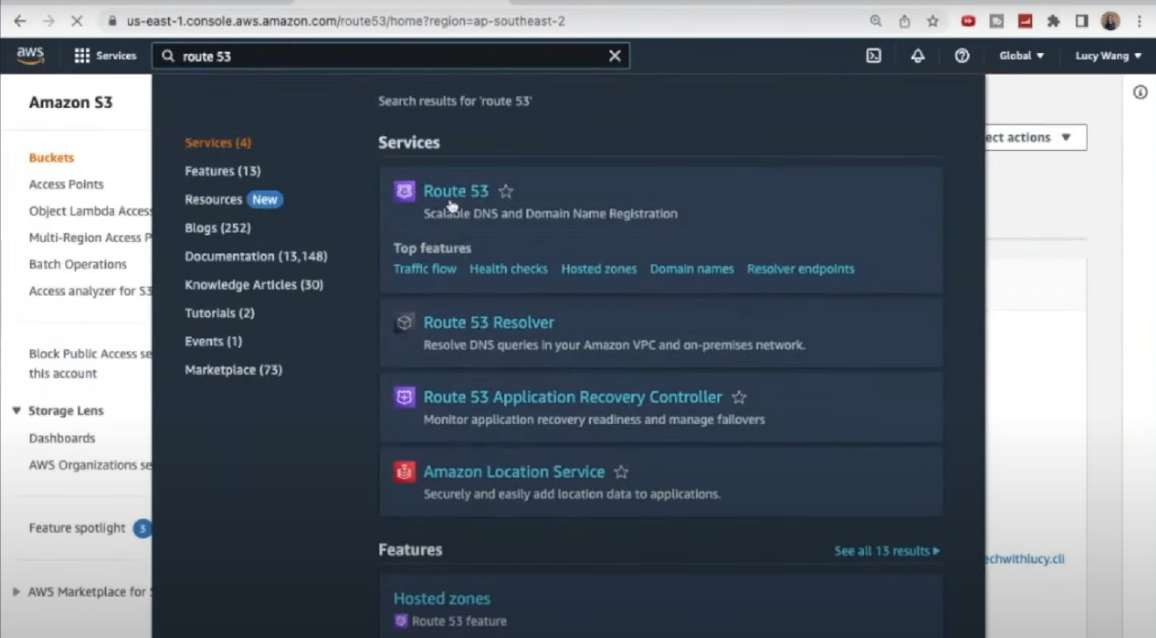 us-east-1.console.aws.amazon.com/route53/home?region=ap-southeast-2
aws
Services
route 53
Global
Lucy Wang
Amazon S3
Buckets
Access Points
Object Lambda Access
Multi-Region Access P
Batch Operations
Access analyzer for S3
Block Public Access se
this account
Storage Lens
Dashboards
AWS Organizations se
Feature spotlight 3
AWS Marketplace for S
Search results for 'route 53'
Services (4)
Features (13)
Resources New
Blogs (252)
Documentation (13,148)
Knowledge Articles (30)
Tutorials (2)
Events (1)
Marketplace (73)
Services
Route 53
Scalable DNS and Domain Name Registration
Top features
Traffic flow Health checks Hosted zones Domain names Resolver endpoints
Route 53 Resolver
Resolve DNS queries in your Amazon VPC and on-premises network.
Route 53 Application Recovery Controller
Monitor application recovery readiness and manage failovers
Amazon Location Service
Securely and easily add location data to applications.
Features
See all 13 results
Hosted zones
Route 53 feature
ect actions
echwithlucy.cli